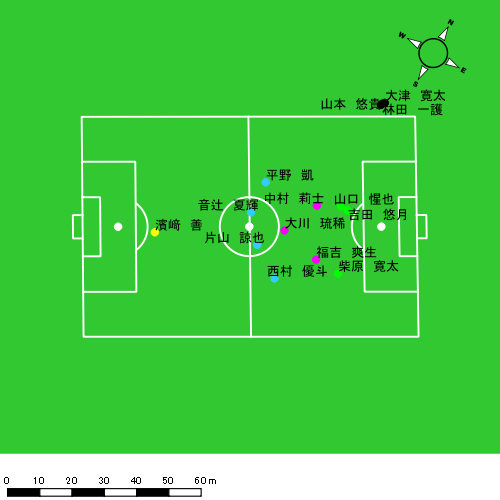 N
W
E
S
大津 寛太
山本 悠貴
林田 一護
平野 凱
中村 莉士
山口 惺也
音辻 夏輝
吉田 悠月
濱﨑 善
大川 琉稀
片山 諒也
福吉 爽生
柴原 寛太
西村 優斗
0 10 20 30 40 50 60 m